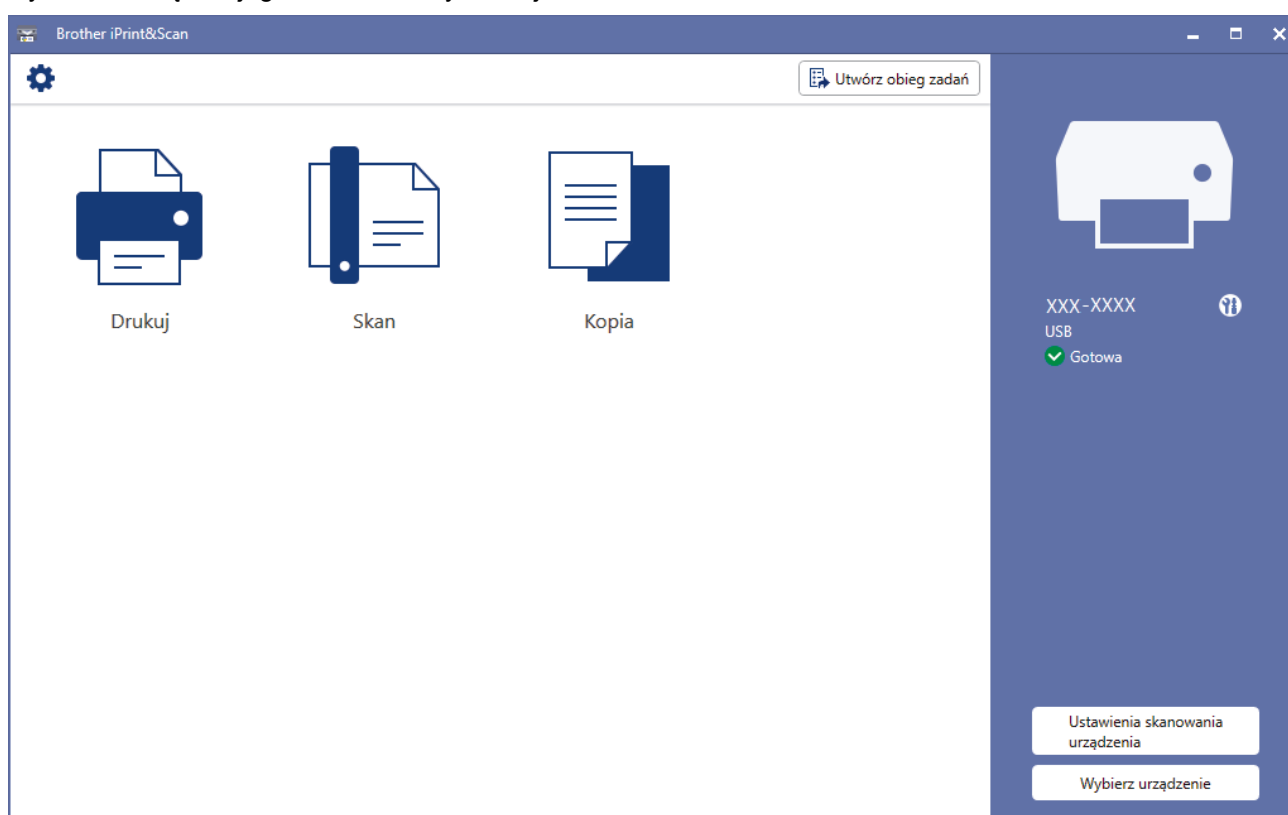 Brother iPrint&Scan
Utwórz obieg zadań
Drukuj
Skan
Kopia
XXX-XXXX
USB
Gotowa
Ustawienia skanowania
urządzenia
Wybierz urządzenie